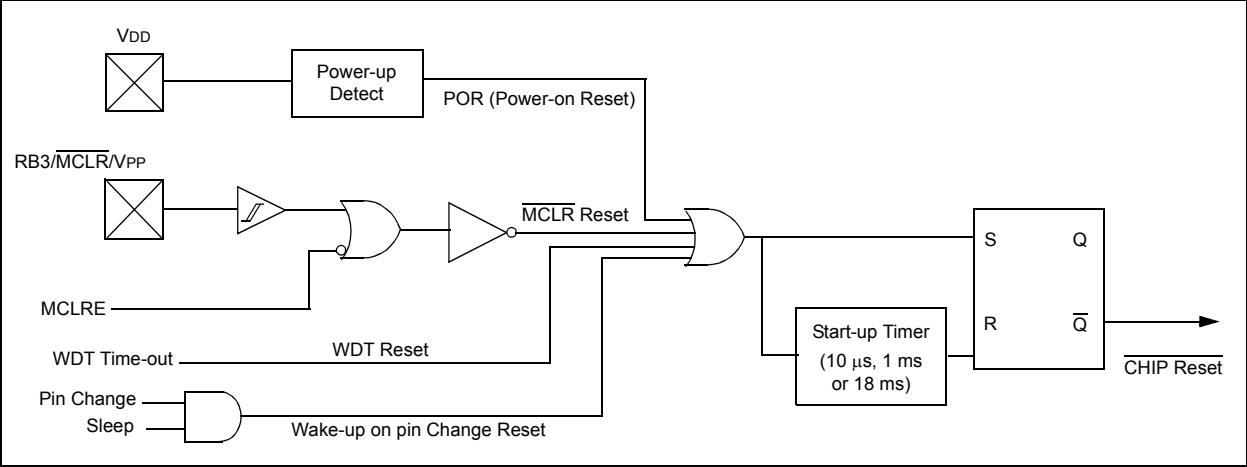 VDD
Power-up
Detect
POR (Power-on Reset)
RB3/MCLR/VPP
MCLR Reset
MCLRE
WDT Time-out
WDT Reset
Pin Change
Sleep
Wake-up on pin Change Reset
S
Q
R
Q
Start-up Timer
(10 μs, 1 ms
or 18 ms)
CHIP Reset